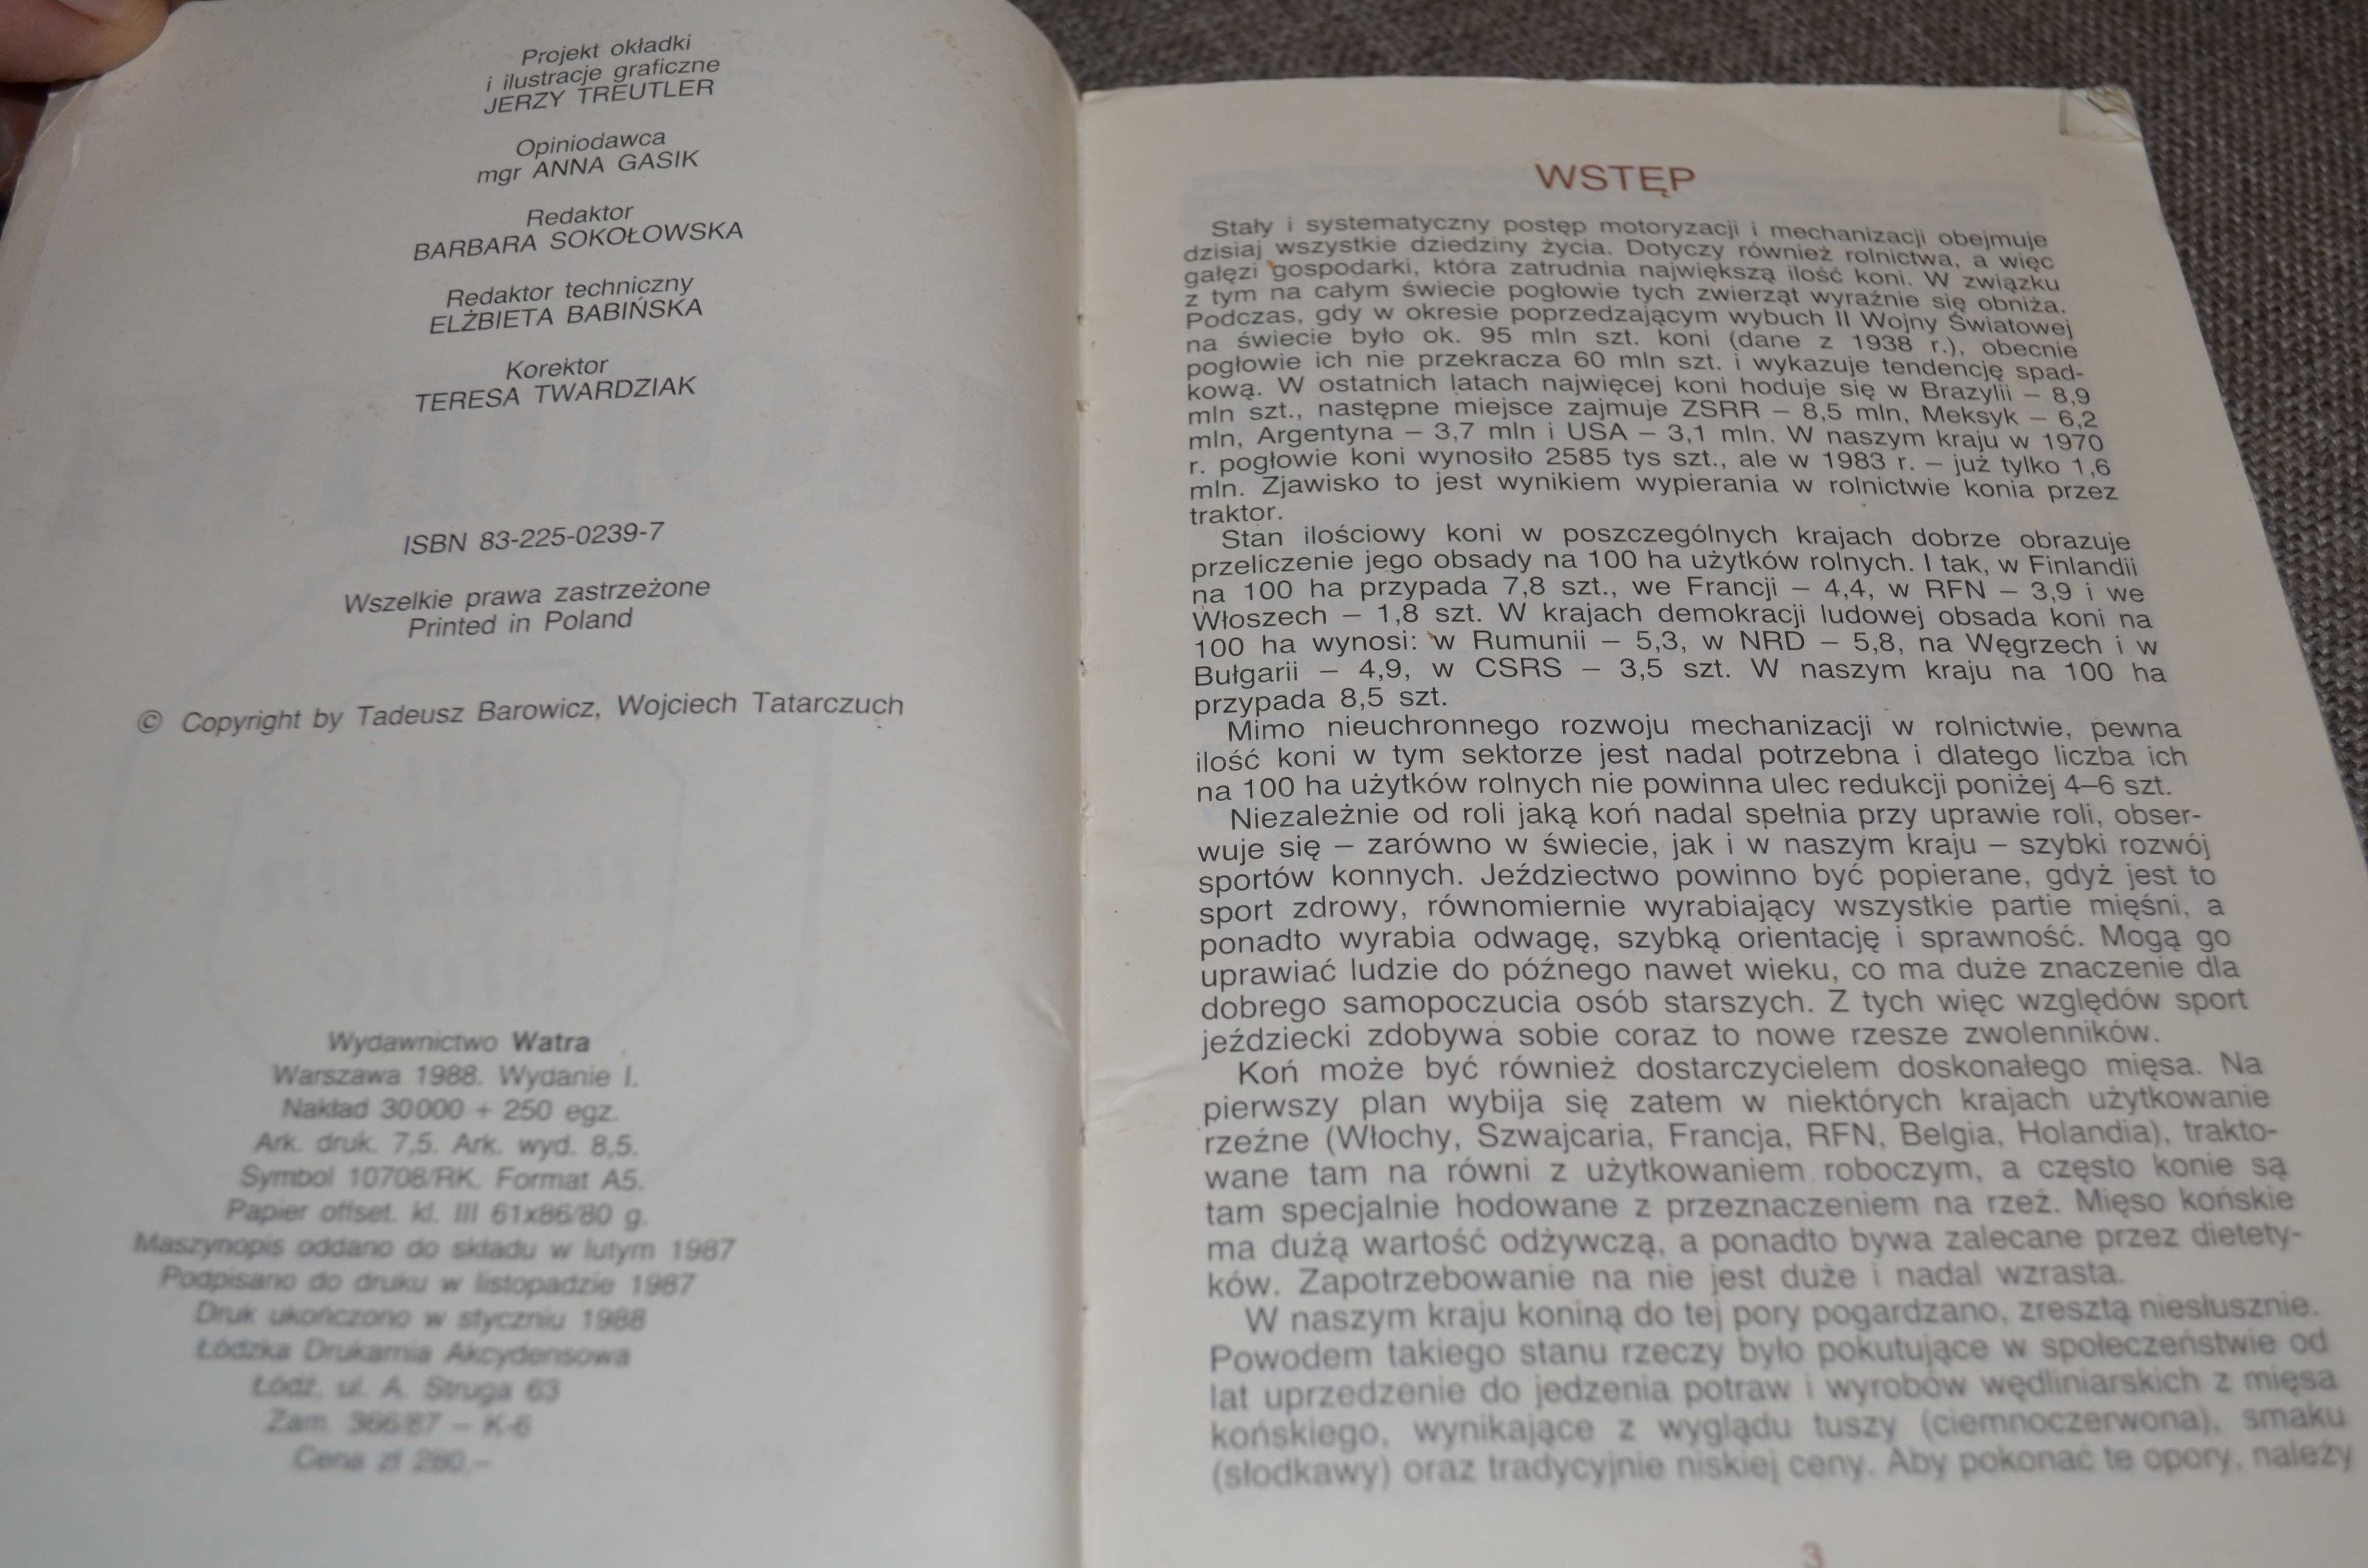 Projekt okładki
i ilustracje graficzne
JERZY TREUTLER
Opiniodawca
mgr ANNA GASIK
Redaktor
BARBARA SOKOŁOWSKA
Redaktor techniczny
ELŻBIETA BABIŃSKA
Korektor
TERESA TWARDZIAK
ISBN 83-225-0239-7
Wszelkie prawa zastrzeżone
Printed in Poland
© Copyright by Tadeusz Barowicz, Wojciech Tatarczuch
Wydawnictwo Watra
Warszawa 1988. Wydanie I.
Nakład 30000 + 250 egz.
Ark. druk. 7,5. Ark. wyd. 8,5.
Symbol 10708/RK. Format A5.
Papier offset. kl. III 61x86/80 g.
Maszynopis oddano do składu w lutym 1987
Podpisano do druku w listopadzie 1987
Druk ukończono w styczniu 1988
Łódzka Drukarnia Akcydensowa
Łódź, ul. A. Struga 63
Zam. 366/87 – K-6
Cena zł 280,–
WSTĘP
Stały i systematyczny postęp motoryzacji i mechanizacji obejmuje
dzisiaj wszystkie dziedziny życia. Dotyczy również rolnictwa, a więc
gałęzi gospodarki, która zatrudnia największą ilość koni. W związku
z tym na całym świecie pogłowie tych zwierząt wyraźnie się obniża.
Podczas, gdy w okresie poprzedzającym wybuch II Wojny Światowej
na świecie było ok. 95 mln szt. koni (dane z 1938 r.), obecnie
pogłowie ich nie przekracza 60 mln szt. i wykazuje tendencję spad-
kową. W ostatnich latach najwięcej koni hoduje się w Brazylii – 8,9
mln szt., następne miejsce zajmuje ZSRR – 8,5 mln, Meksyk – 6,2
mln, Argentyna – 3,7 mln i USA – 3,1 mln. W naszym kraju w 1970
r. pogłowie koni wynosiło 2585 tys szt., ale w 1983 r. – już tylko 1,6
mln. Zjawisko to jest wynikiem wypierania w rolnictwie konia przez
traktor.
Stan ilościowy koni w poszczególnych krajach dobrze obrazuje
przeliczenie jego obsady na 100 ha użytków rolnych. I tak, w Finlandii
na 100 ha przypada 7,8 szt., we Francji – 4,4, w RFN – 3,9 i we
Włoszech – 1,8 szt. W krajach demokracji ludowej obsada koni na
100 ha wynosi: w Rumunii – 5,3, w NRD – 5,8, na Węgrzech i w
Bułgarii – 4,9, w CSRS – 3,5 szt. W naszym kraju na 100 ha
przypada 8,5 szt.
Mimo nieuchronnego rozwoju mechanizacji w rolnictwie, pewna
ilość koni w tym sektorze jest nadal potrzebna i dlatego liczba ich
na 100 ha użytków rolnych nie powinna ulec redukcji poniżej 4–6 szt.
Niezależnie od roli jaką koń nadal spełnia przy uprawie roli, obser-
wuje się – zarówno w świecie, jak i w naszym kraju – szybki rozwój
sportów konnych. Jeździectwo powinno być popierane, gdyż jest to
sport zdrowy, równomiernie wyrabiający wszystkie partie mięśni, a
ponadto wyrabia odwagę, szybką orientację i sprawność. Mogą go
uprawiać ludzie do późnego nawet wieku, co ma duże znaczenie dla
dobrego samopoczucia osób starszych. Z tych więc względów sport
jeździecki zdobywa sobie coraz to nowe rzesze zwolenników.
Koń może być również dostarczycielem doskonałego mięsa. Na
pierwszy plan wybija się zatem w niektórych krajach użytkowanie
rzeźne (Włochy, Szwajcaria, Francja, RFN, Belgia, Holandia), trakto-
wane tam na równi z użytkowaniem roboczym, a często konie są
tam specjalnie hodowane z przeznaczeniem na rzeź. Mięso końskie
ma dużą wartość odżywczą, a ponadto bywa zalecane przez dietety-
ków. Zapotrzebowanie na nie jest duże i nadal wzrasta.
W naszym kraju koniną do tej pory pogardzano, zresztą niesłusznie.
Powodem takiego stanu rzeczy było pokutujące w społeczeństwie od
lat uprzedzenie do jedzenia potraw i wyrobów wędliniarskich z mięsa
końskiego, wynikające z wyglądu tuszy (ciemnoczerwona), smaku
(słodkawy) oraz tradycyjnie niskiej ceny. Aby pokonać te opory, należy
3